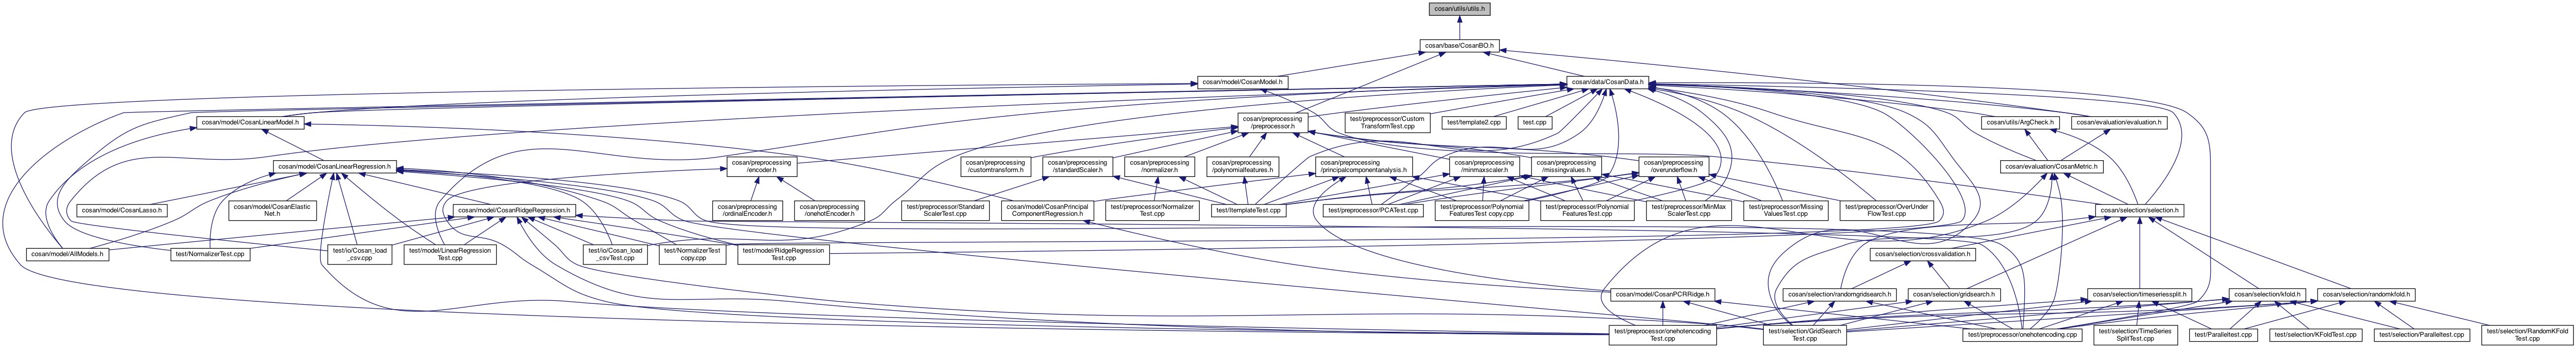 cosan/utils/utils.h
cosan/base/CosanBO.h
cosan/model/CosanModel.h
cosan/data/CosanData.h
cosan/model/CosanLinearModel.h
cosan/preprocessing
/preprocessor.h
test/preprocessor/Custom
TransformTest.cpp
test/template2.cpp
test.cpp
cosan/utils/ArgCheck.h
cosan/evaluation/evaluation.h
cosan/model/CosanLinearRegression.h
cosan/preprocessing
/encoder.h
cosan/preprocessing
/customtransform.h
cosan/preprocessing
/standardScaler.h
cosan/preprocessing
/normalizer.h
cosan/preprocessing
/polynomialfeatures.h
cosan/preprocessing
/principalcomponentanalysis.h
cosan/preprocessing
/minmaxscaler.h
cosan/preprocessing
/missingvalues.h
cosan/preprocessing
/overunderflow.h
cosan/evaluation/CosanMetric.h
cosan/model/CosanLasso.h
cosan/model/CosanElastic
Net.h
cosan/model/CosanRidgeRegression.h
cosan/preprocessing
/ordinalEncoder.h
cosan/preprocessing
/onehotEncoder.h
test/preprocessor/Standard
ScalerTest.cpp
cosan/model/CosanPrincipal
ComponentRegression.h
test/preprocessor/Normalizer
Test.cpp
test/templateTest.cpp
test/preprocessor/PCATest.cpp
test/preprocessor/Polynomial
FeaturesTest copy.cpp
test/preprocessor/Polynomial
FeaturesTest.cpp
test/preprocessor/MinMax
ScalerTest.cpp
test/preprocessor/Missing
ValuesTest.cpp
test/preprocessor/OverUnder
FlowTest.cpp
cosan/selection/selection.h
cosan/model/AllModels.h
test/NormalizerTest.cpp
test/io/Cosan_load
_csv.cpp
test/model/LinearRegression
Test.cpp
test/io/Cosan_load
_csvTest.cpp
test/NormalizerTest
copy.cpp
test/model/RidgeRegression
Test.cpp
cosan/selection/crossvalidation.h
cosan/model/CosanPCRRidge.h
cosan/selection/randomgridsearch.h
cosan/selection/gridsearch.h
cosan/selection/timeseriessplit.h
cosan/selection/kfold.h
cosan/selection/randomkfold.h
test/preprocessor/onehotencoding
Test.cpp
test/selection/GridSearch
Test.cpp
test/preprocessor/onehotencoding.cpp
test/selection/TimeSeries
SplitTest.cpp
test/Paralleltest.cpp
test/selection/KFoldTest.cpp
test/selection/Paralleltest.cpp
test/selection/RandomKFold
Test.cpp